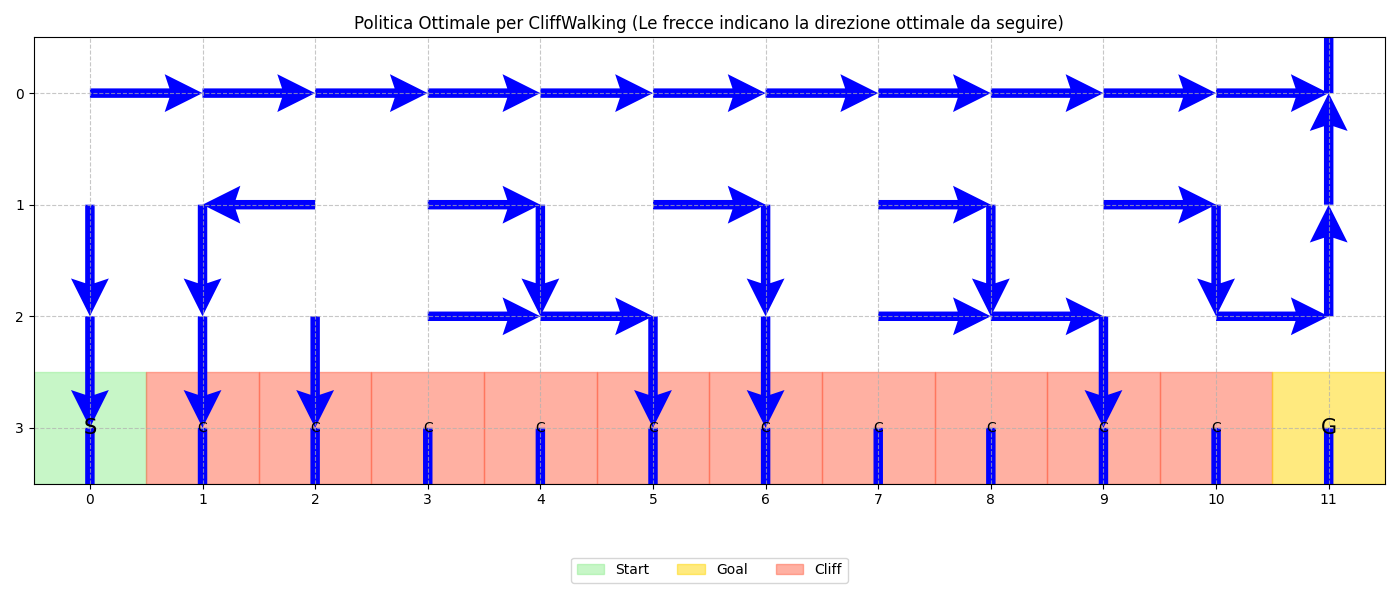 Politica Ottimale per CliffWalking (Le frecce indicano la direzione ottimale da seguire)
0
1
2
3
S C C C C C C C C C C G
0 1 2 3 4 5 6 7 8 9 10 11
Start Goal Cliff